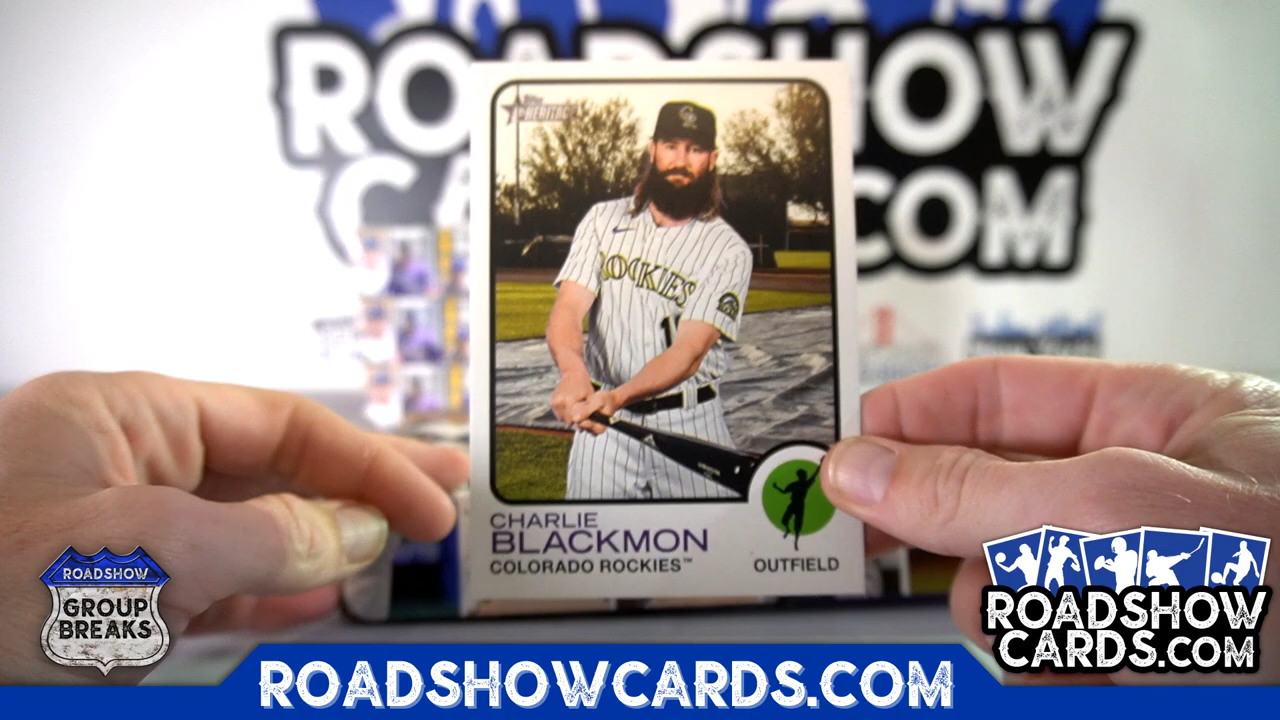 ROADSHOW
CARDS.COM
TOPPS
HERITAGE
CR
ROCKIES
CHARLIE
BLACKMON
COLORADO ROCKIES™
OUTFIELD
ROADSHOW
GROUP
BREAKS
ROADSHOW
CARDS.COM
ROADSHOWCARDS.COM